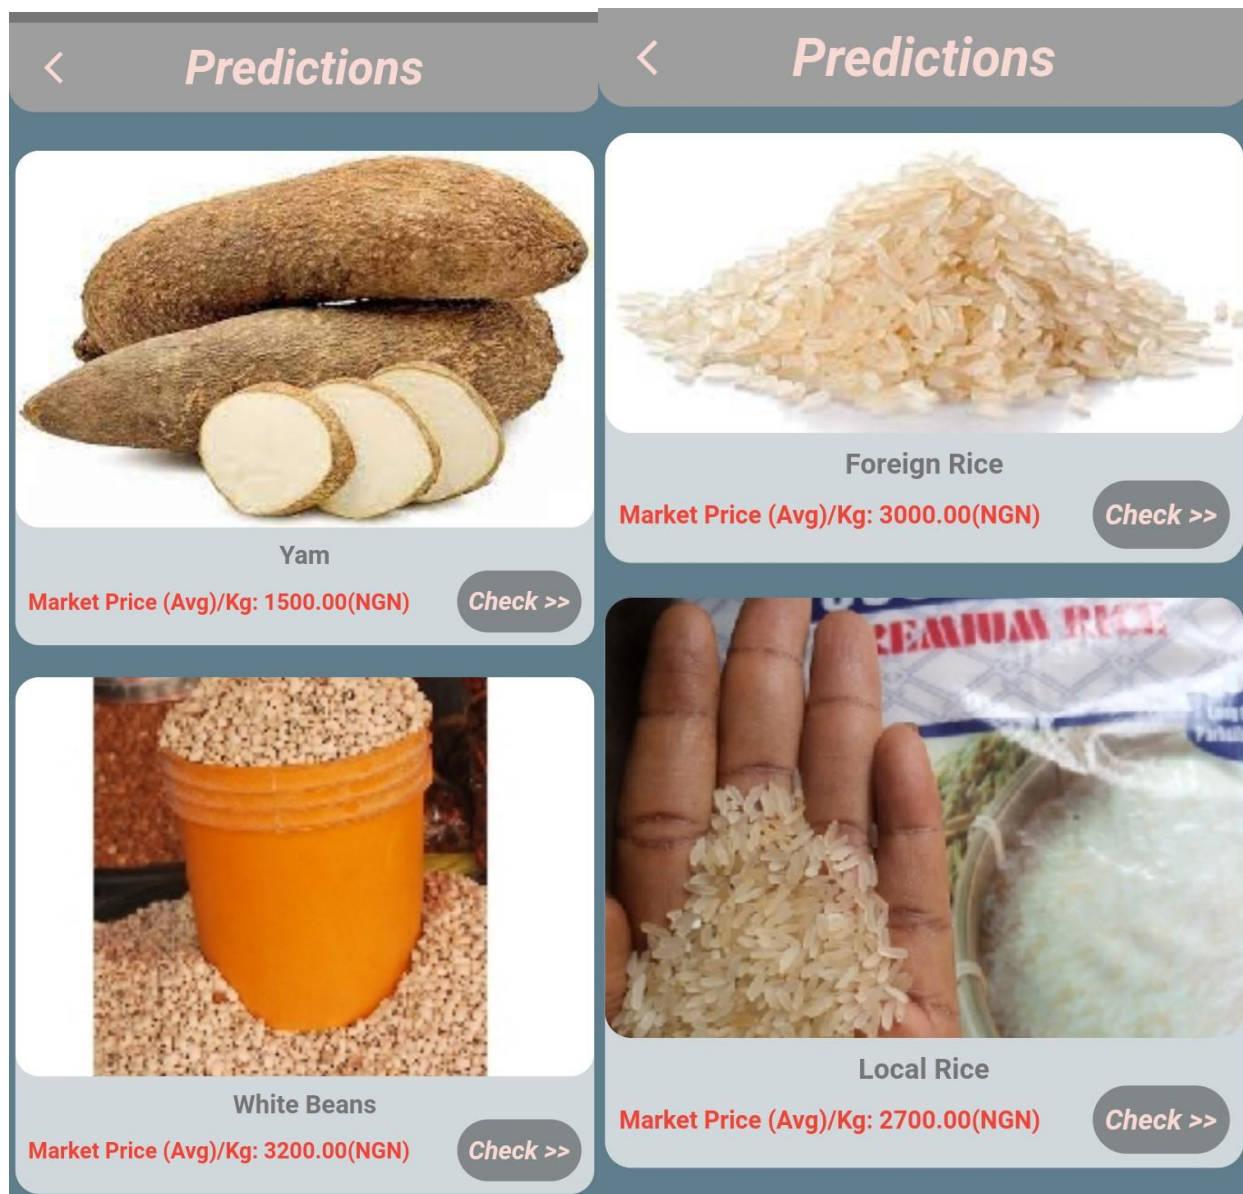 Predictions
Yam
Market Price (Avg)/Kg: 1500.00(NGN)
Check >>
White Beans
Market Price (Avg)/Kg: 3200.00(NGN)
Check >>
Predictions
Foreign Rice
Market Price (Avg)/Kg: 3000.00(NGN)
Check >>
REMIUM RICE
Local Rice
Market Price (Avg)/Kg: 2700.00(NGN)
Check >>